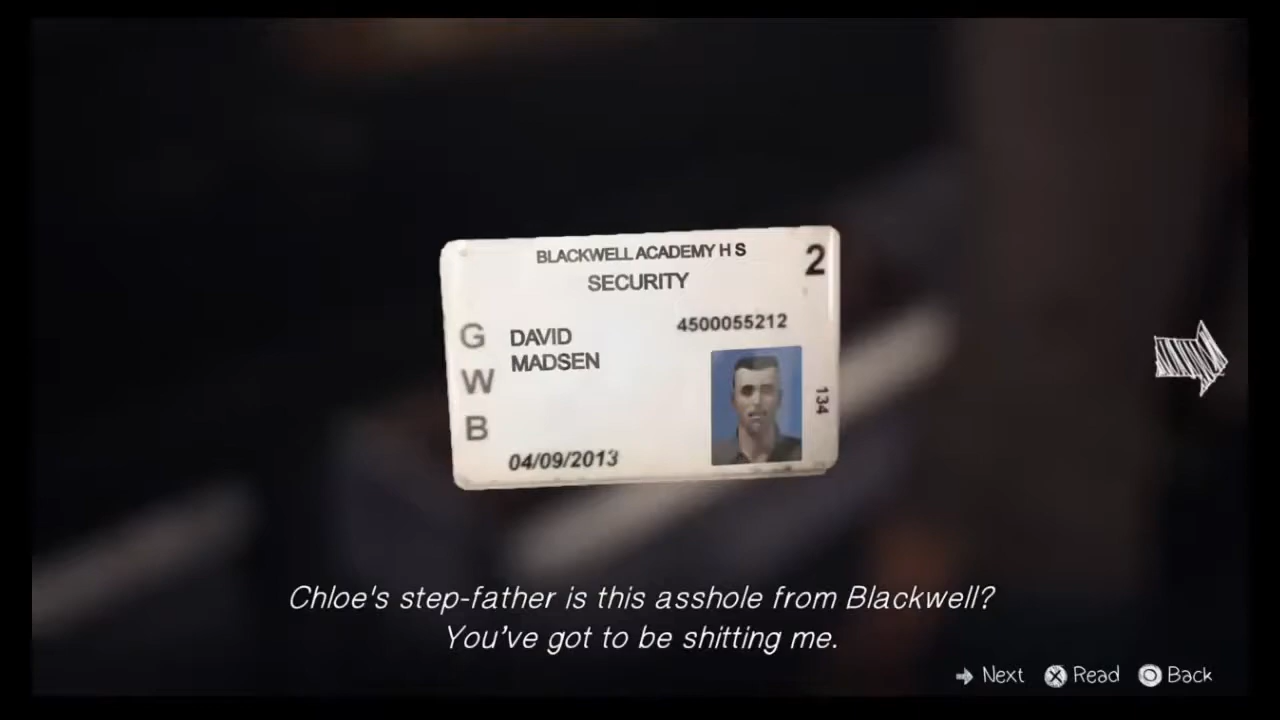 BLACKWELL ACADEMY H S
2
SECURITY
4500055212
G
DAVID
W
MADSEN
B
134
04/09/2013
Chloe's step-father is this asshole from Blackwell?
You've got to be shitting me.
Next Read Back